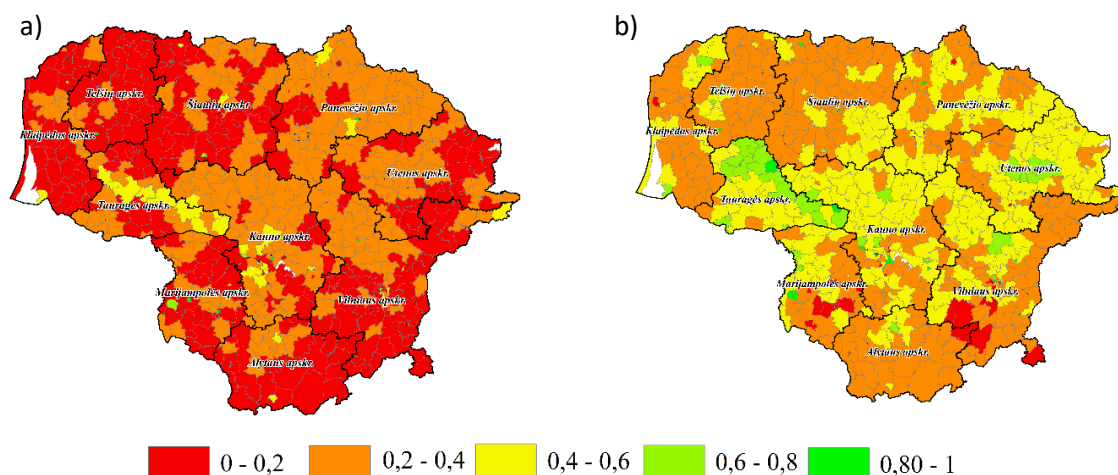 a)
b)
Telšių apskr.
Šiaulių apskr.
Panevėžio apskr.
Klaipėdos apskr.
Utenos apskr.
Tauragės apskr.
Kauno apskr.
Marijampolės apskr.
Vilniaus apskr.
Alytaus apskr.
Telšių apskr.
Šiaulių apskr.
Panevėžio apskr.
Klaipėdos apskr.
Utenos apskr.
Tauragės apskr.
Kauno apskr.
Marijampolės apskr.
Vilniaus apskr.
Alytaus apskr.
0 - 0,2
0,2 - 0,4
0,4 - 0,6
0,6 - 0,8
0,80 - 1